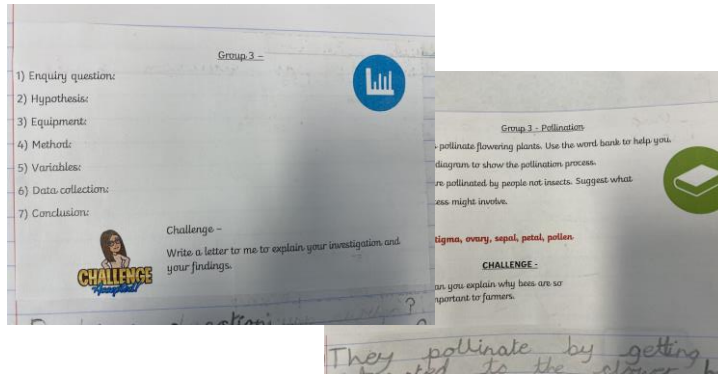 Group 3 –
1) Enquiry question:
2) Hypothesis:
3) Equipment:
4) Method:
5) Variables:
6) Data collection:
7) Conclusion:
Challenge –
Write a letter to me to explain your investigation and
your findings.
CHALLENGE
?
Group 3 - Pollination
pollinate flowering plants. Use the word bank to help you.
diagram to show the pollination process.
re pollinated by people not insects. Suggest what
ess might involve.
tigma, ovary, sepal, petal, pollen
CHALLENGE -
an you explain why bees are so
portant to farmers.
They pollinate by getting
to the